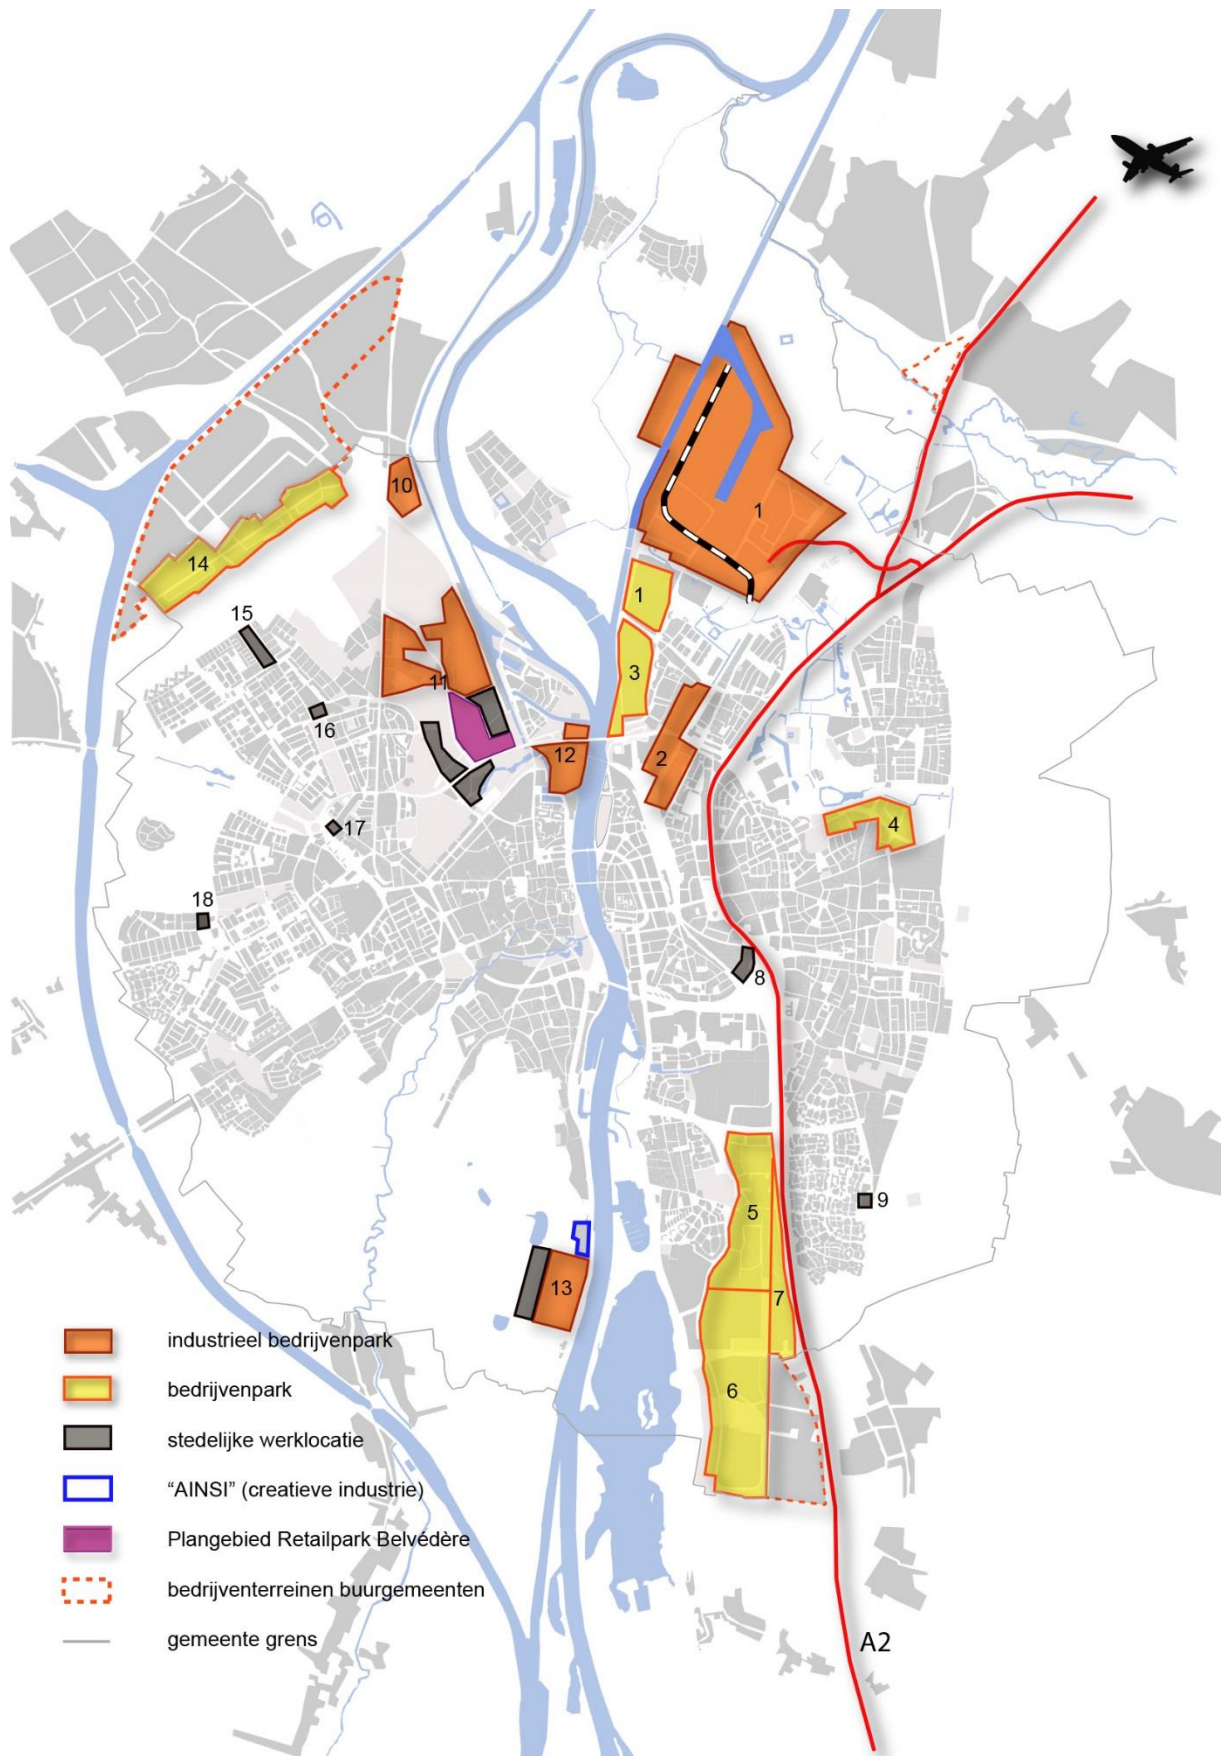 10
1
14
1
15
3
11
16
12
2
4
17
18
8
9
5
7
13
6
industrieel bedrijvenpark
bedrijvenpark
stedelijke werklocatie
“AINSI” (creatieve industrie)
Plangebied Retailpark Belvédère
bedrijventerreinen buurgemeenten
gemeente grens
A2